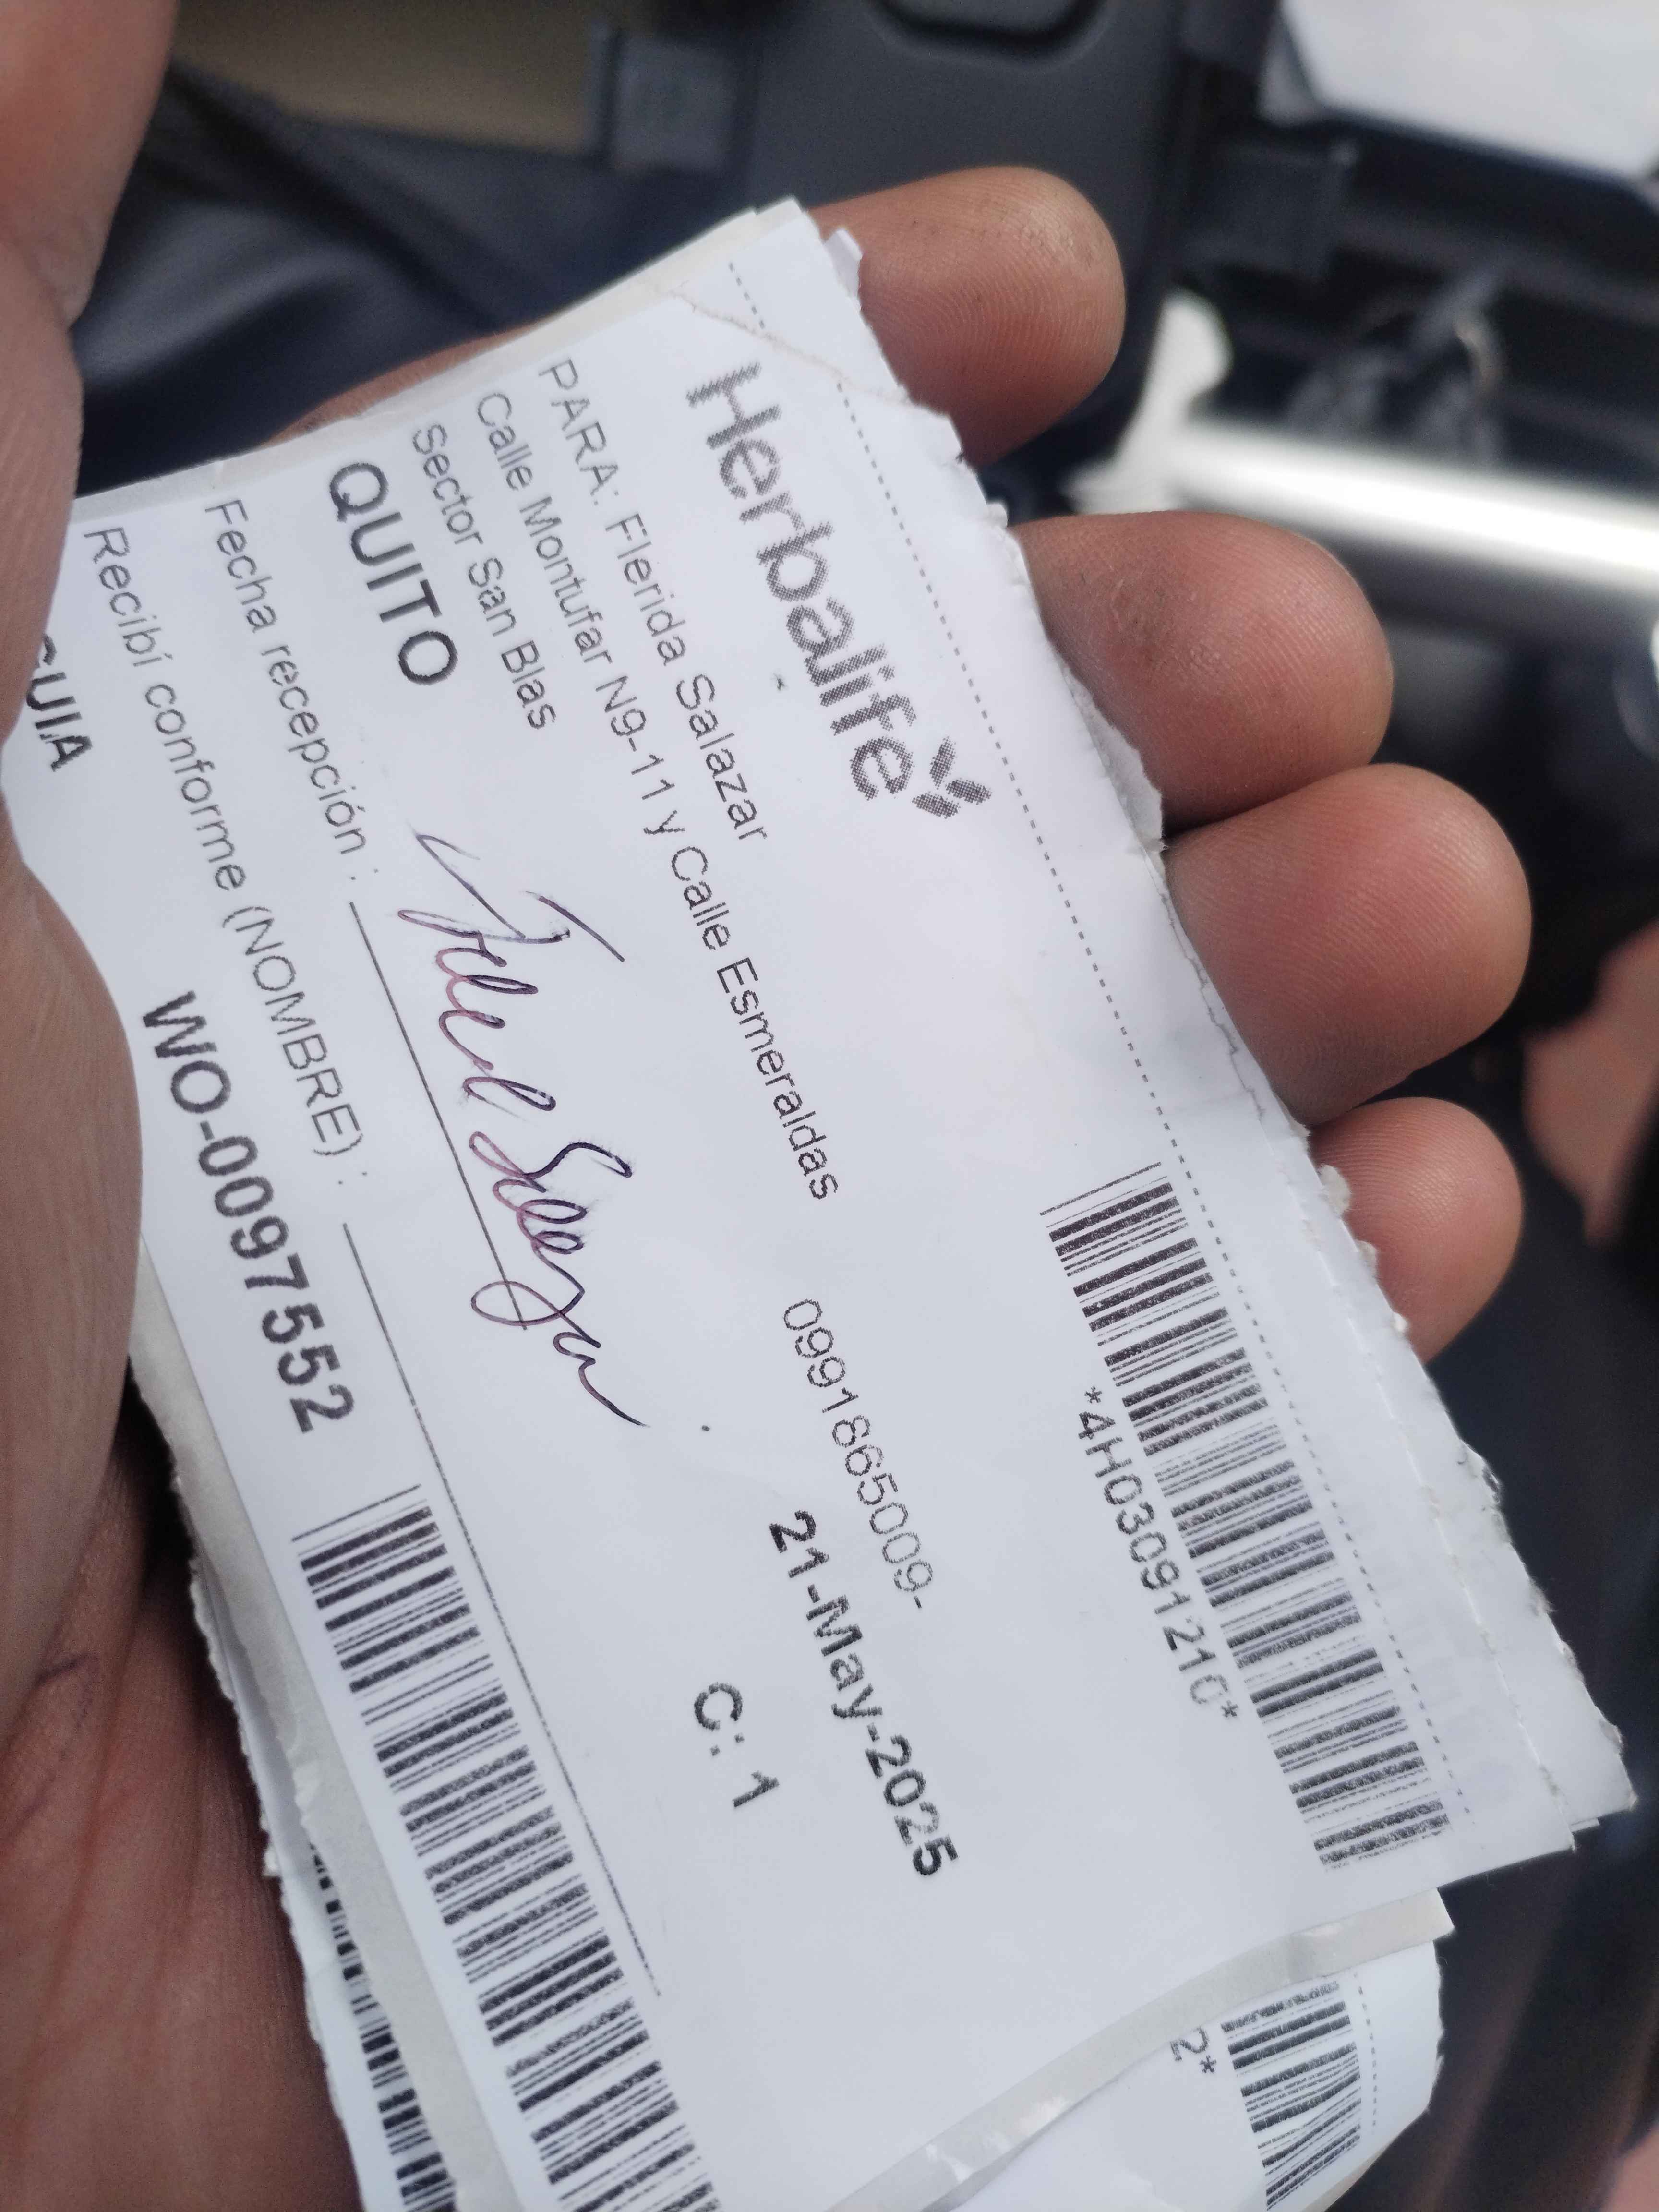 Herbalife
*4H03091210*
PARA: Flerida Salazar
Calle Montufar N9-11 y Calle Esmeraldas 0991865009-
Sector San Blas
QUITO
21-May-2025
Fecha recepción :
C: 1
Recibí conforme (NOMBRE) :
GUIA WO-0097552
2*